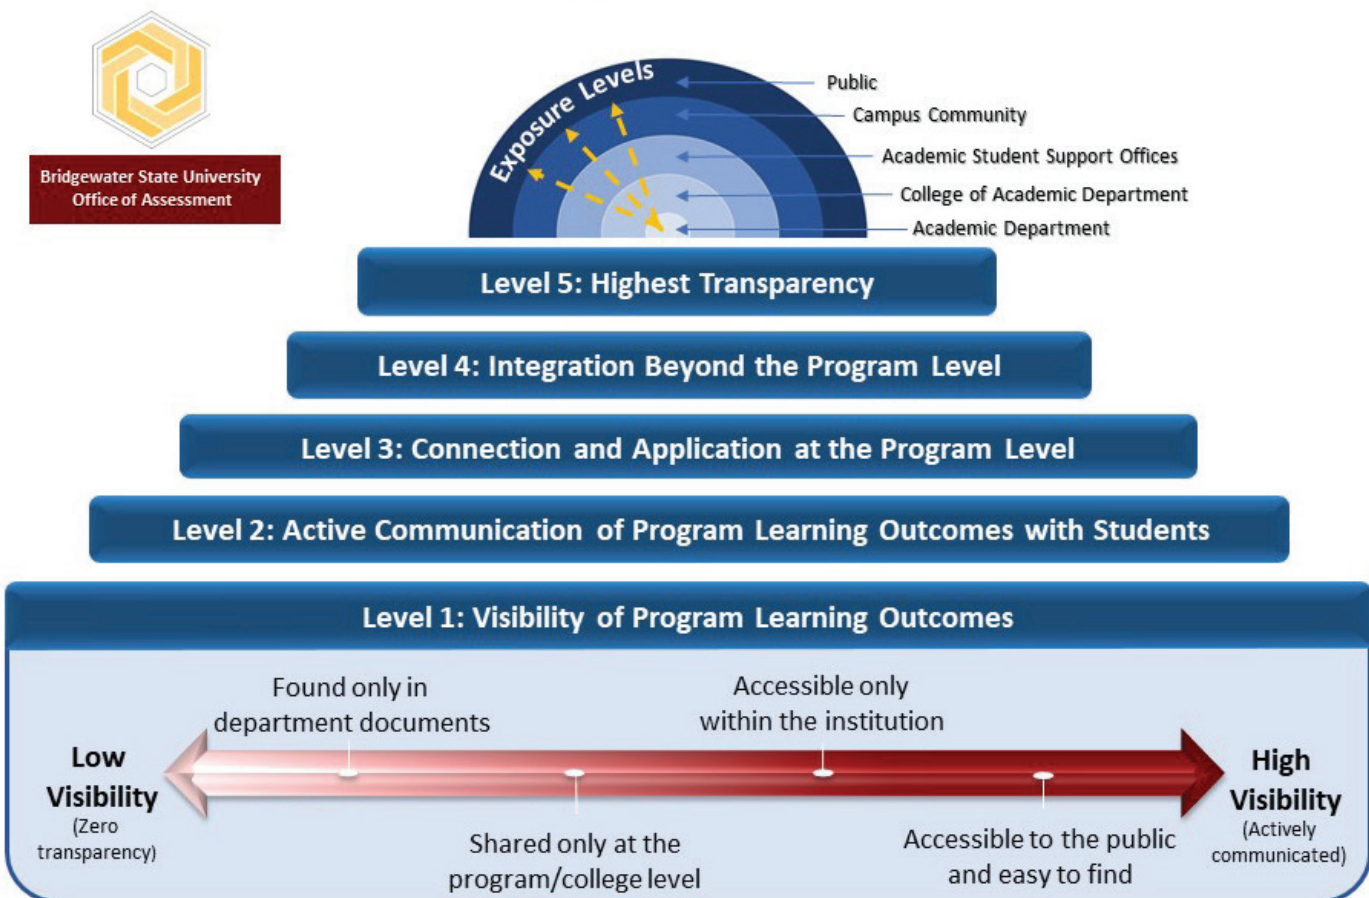 Bridgewater State University
Office of Assessment
Exposure Levels
Public
Campus Community
Academic Student Support Offices
College of Academic Department
Academic Department
Level 5: Highest Transparency
Level 4: Integration Beyond the Program Level
Level 3: Connection and Application at the Program Level
Level 2: Active Communication of Program Learning Outcomes with Students
Level 1: Visibility of Program Learning Outcomes
Found only in
department documents
Accessible only
within the institution
Low
Visibility
(Zero
transparency)
High
Visibility
(Actively
communicated)
Shared only at the
program/college level
Accessible to the public
and easy to find